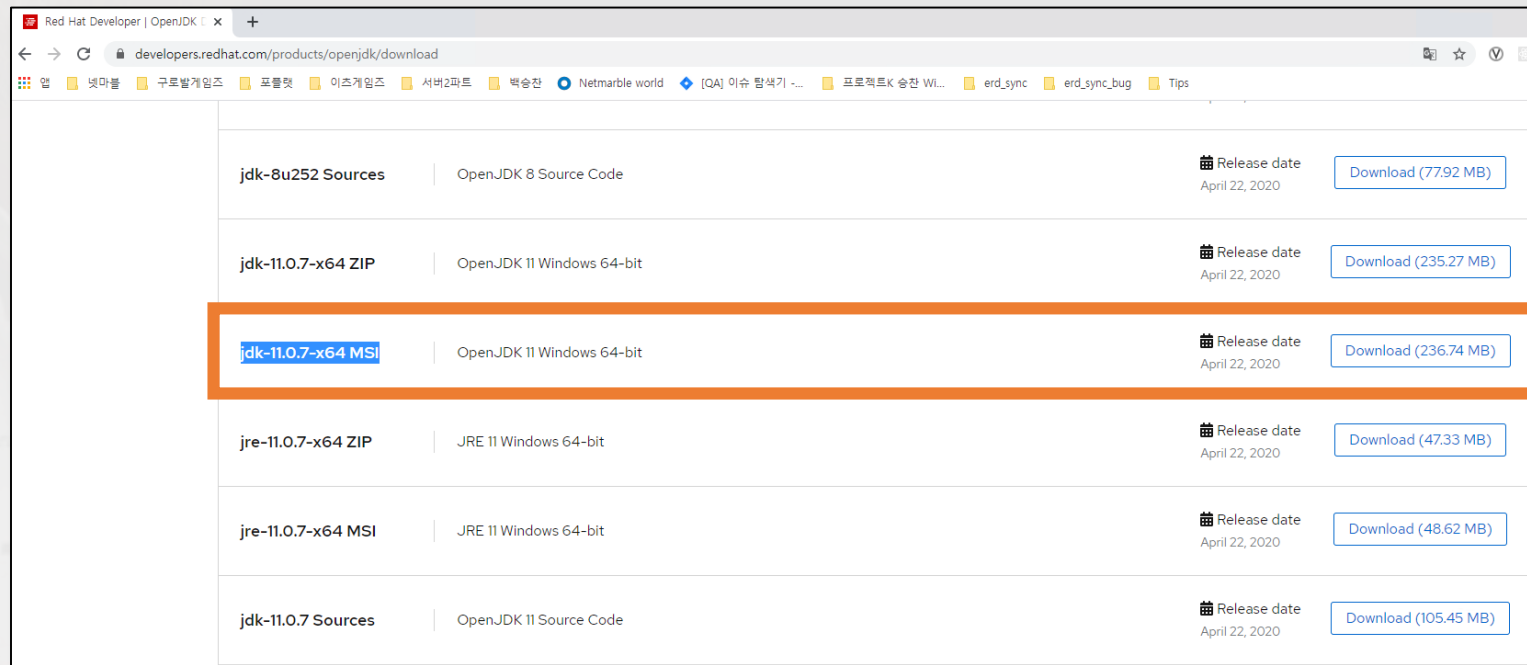 Red Hat Developer | OpenJDK
developers.redhat.com/products/openjdk/download
앱 넷마블 구로발게임즈 포플랫 이츠게임즈 서버2파트 백승찬 Netmarble world [QA] 이슈 탐색기 -... 프로젝트K 승찬 Wi... erd_sync erd_sync_bug Tips
jdk-8u252 Sources OpenJDK 8 Source Code Release date Download (77.92 MB)
April 22, 2020
jdk-11.0.7-x64 ZIP OpenJDK 11 Windows 64-bit Release date Download (235.27 MB)
April 22, 2020
jdk-11.0.7-x64 MSI OpenJDK 11 Windows 64-bit Release date Download (236.74 MB)
April 22, 2020
jre-11.0.7-x64 ZIP JRE 11 Windows 64-bit Release date Download (47.33 MB)
April 22, 2020
jre-11.0.7-x64 MSI JRE 11 Windows 64-bit Release date Download (48.62 MB)
April 22, 2020
jdk-11.0.7 Sources OpenJDK 11 Source Code Release date Download (105.45 MB)
April 22, 2020